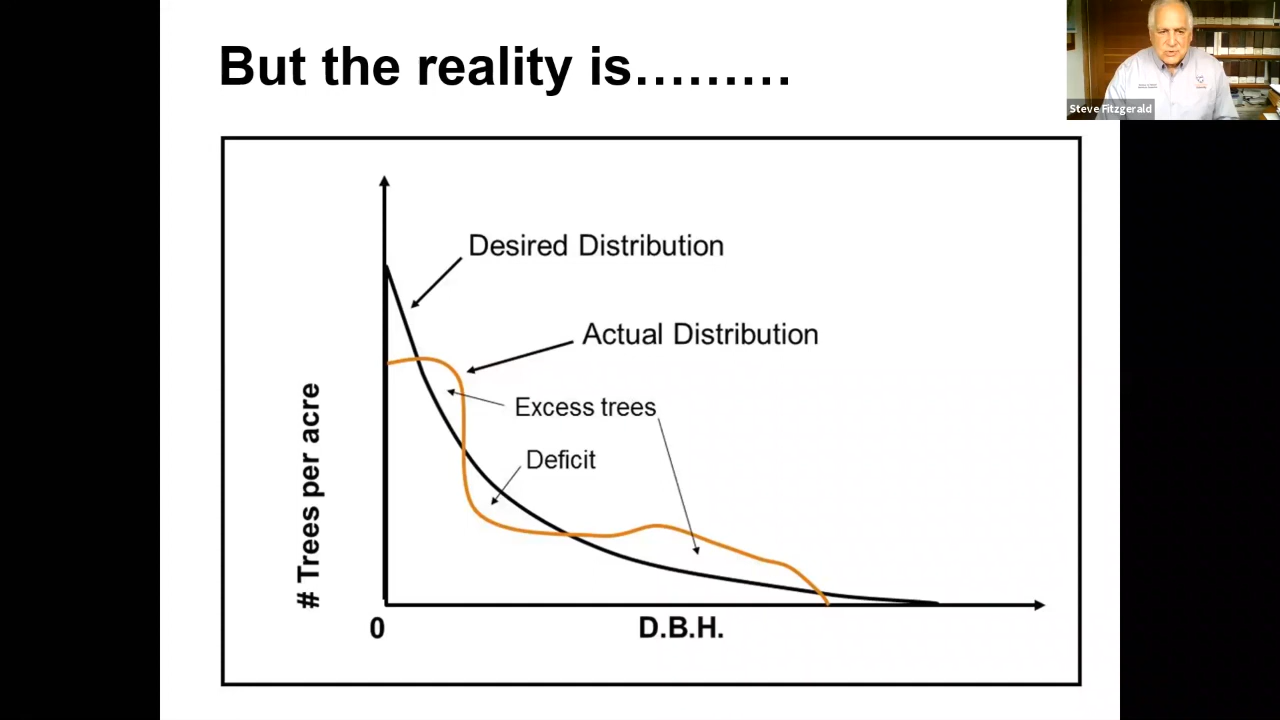 But the reality is………
Steve Fitzgerald
Desired Distribution
Actual Distribution
Excess trees
Deficit
# Trees per acre
0
D.B.H.